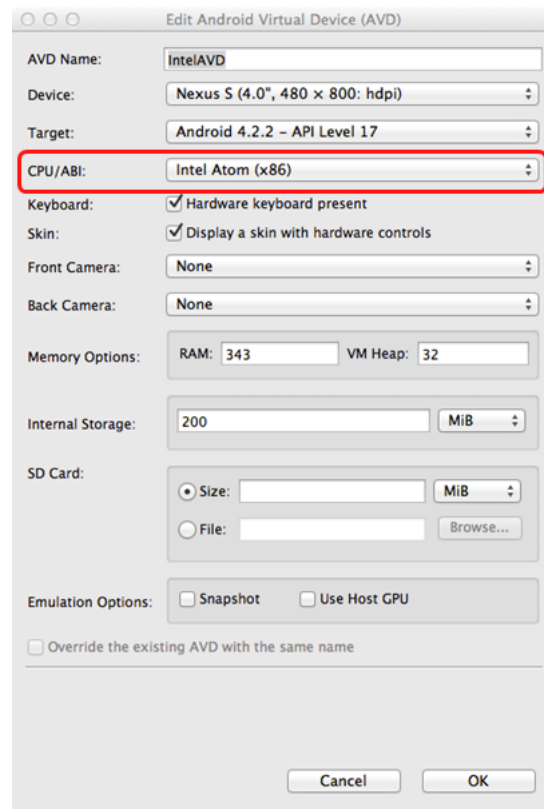 Edit Android Virtual Device (AVD)
AVD Name: IntelAVD
Device: Nexus S (4.0", 480 × 800: hdpi)
Target: Android 4.2.2 – API Level 17
CPU/ABI: Intel Atom (x86)
Keyboard: Hardware keyboard present
Skin: Display a skin with hardware controls
Front Camera: None
Back Camera: None
Memory Options: RAM: 343 VM Heap: 32
Internal Storage: 200 MiB
SD Card:
Size: MiB
File: Browse...
Emulation Options: Snapshot Use Host GPU
Override the existing AVD with the same name
Cancel OK